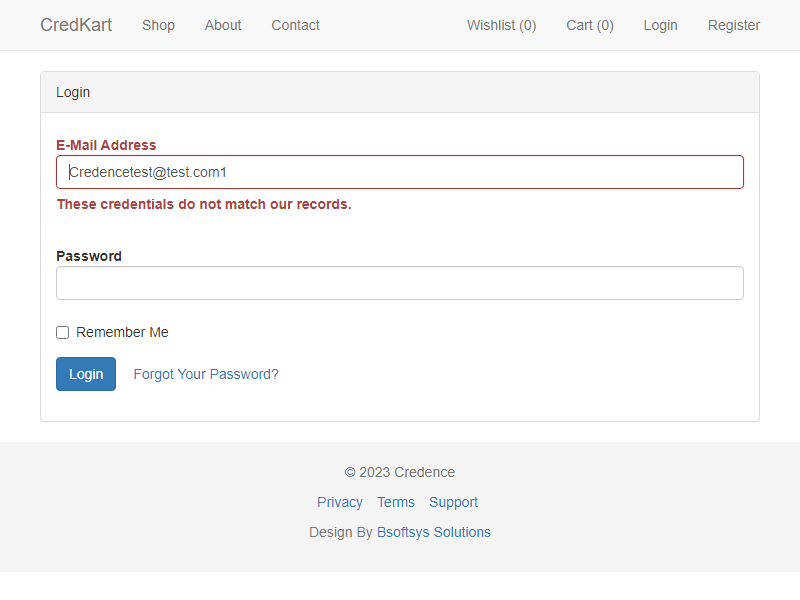 CredKart Shop About Contact Wishlist (0) Cart (0) Login Register
Login
E-Mail Address
Credencetest@test.com1
These credentials do not match our records.
Password
Remember Me
Login Forgot Your Password?
© 2023 Credence
Privacy Terms Support
Design By Bsoftsys Solutions